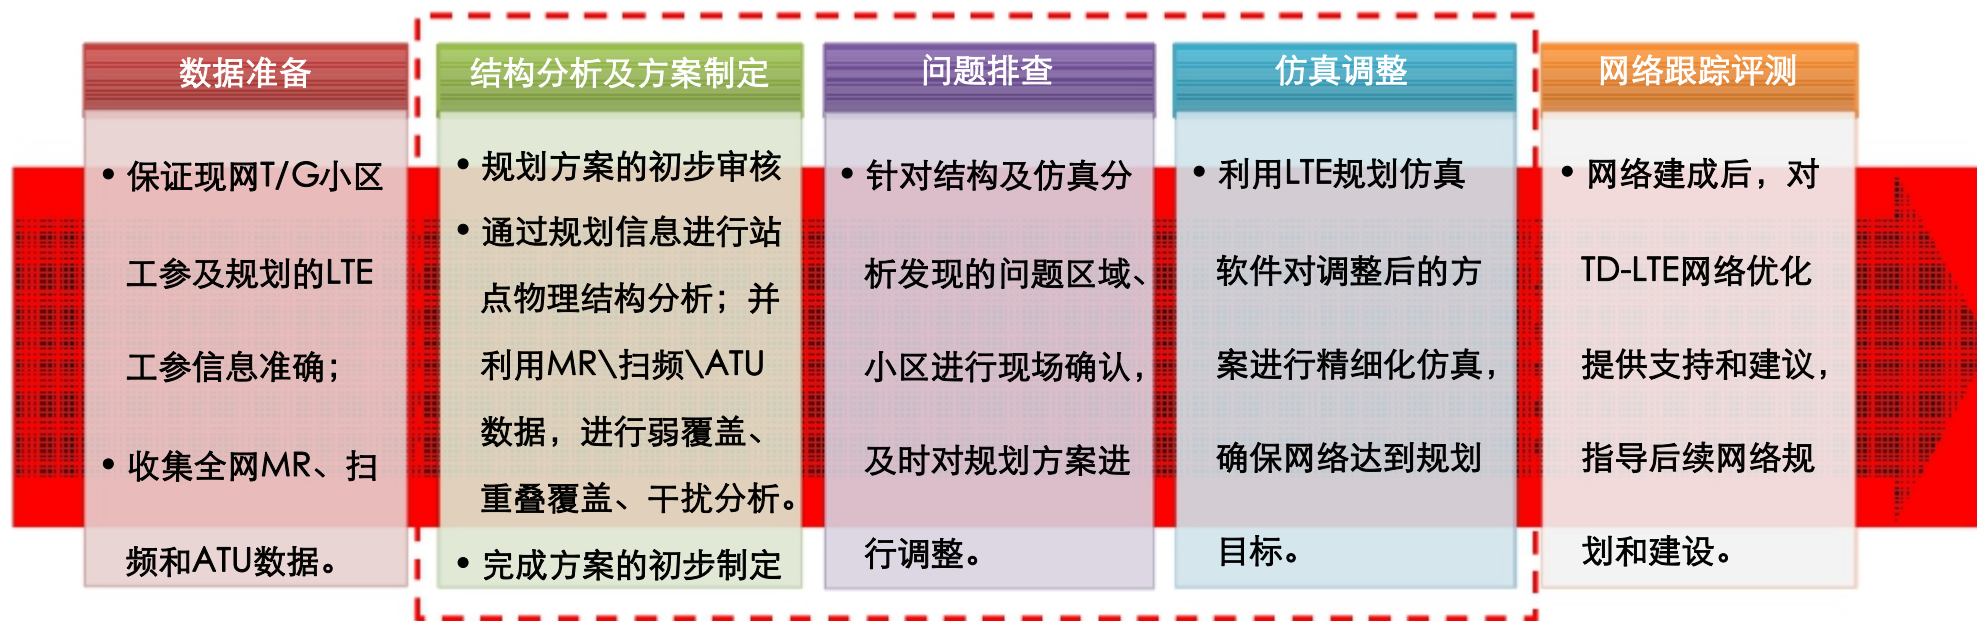 数据准备
• 保证现网T/G小区
工参及规划的LTE
工参信息准确；
• 收集全网MR、扫
频和ATU数据。
结构分析及方案制定
• 规划方案的初步审核
• 通过规划信息进行站
点物理结构分析；并
利用MR\扫频\ATU
数据，进行弱覆盖、
重叠覆盖、干扰分析。
• 完成方案的初步制定
问题排查
• 针对结构及仿真分
析发现的问题区域、
小区进行现场确认，
及时对规划方案进
行调整。
仿真调整
• 利用LTE规划仿真
软件对调整后的方
案进行精细化仿真，
确保网络达到规划
目标。
网络跟踪评测
• 网络建成后，对
TD-LTE网络优化
提供支持和建议，
指导后续网络规
划和建设。